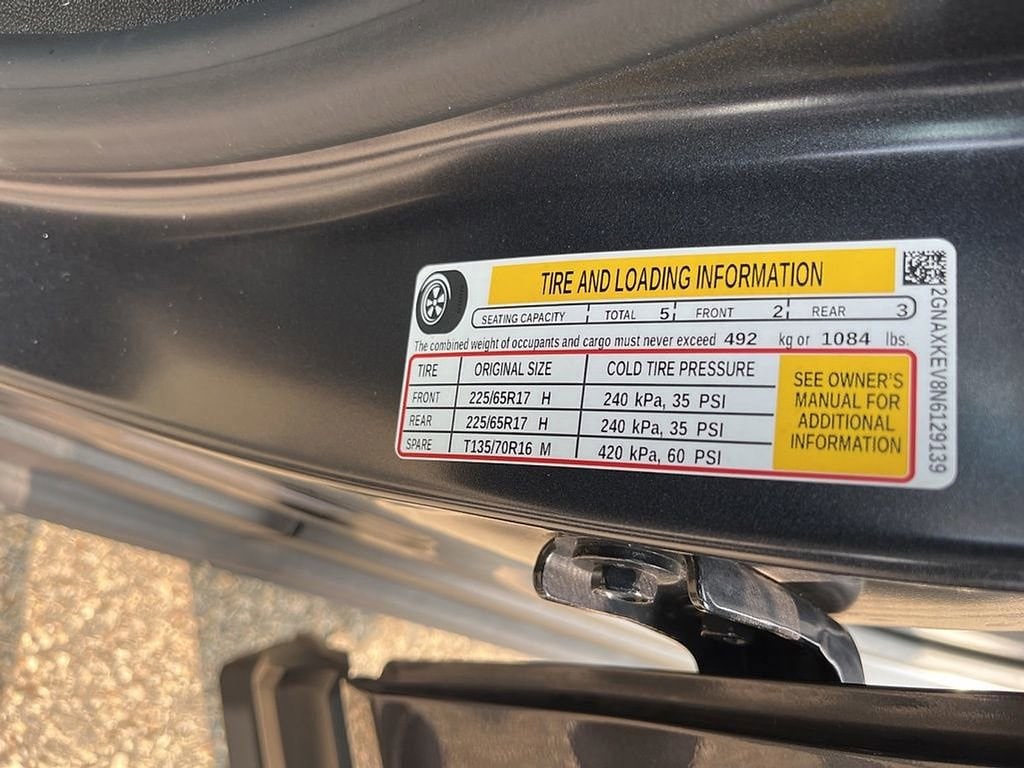 TIRE AND LOADING INFORMATION
SEATING CAPACITY TOTAL 5 FRONT 2 REAR 3
The combined weight of occupants and cargo must never exceed 492 kg or 1084 lbs.
TIRE ORIGINAL SIZE COLD TIRE PRESSURE
FRONT 225/65R17 H 240 kPa, 35 PSI
REAR 225/65R17 H 240 kPa, 35 PSI
SPARE T135/70R16 M 420 kPa, 60 PSI
SEE OWNER'S
MANUAL FOR
ADDITIONAL
INFORMATION
2GNAXKEV8N6129139